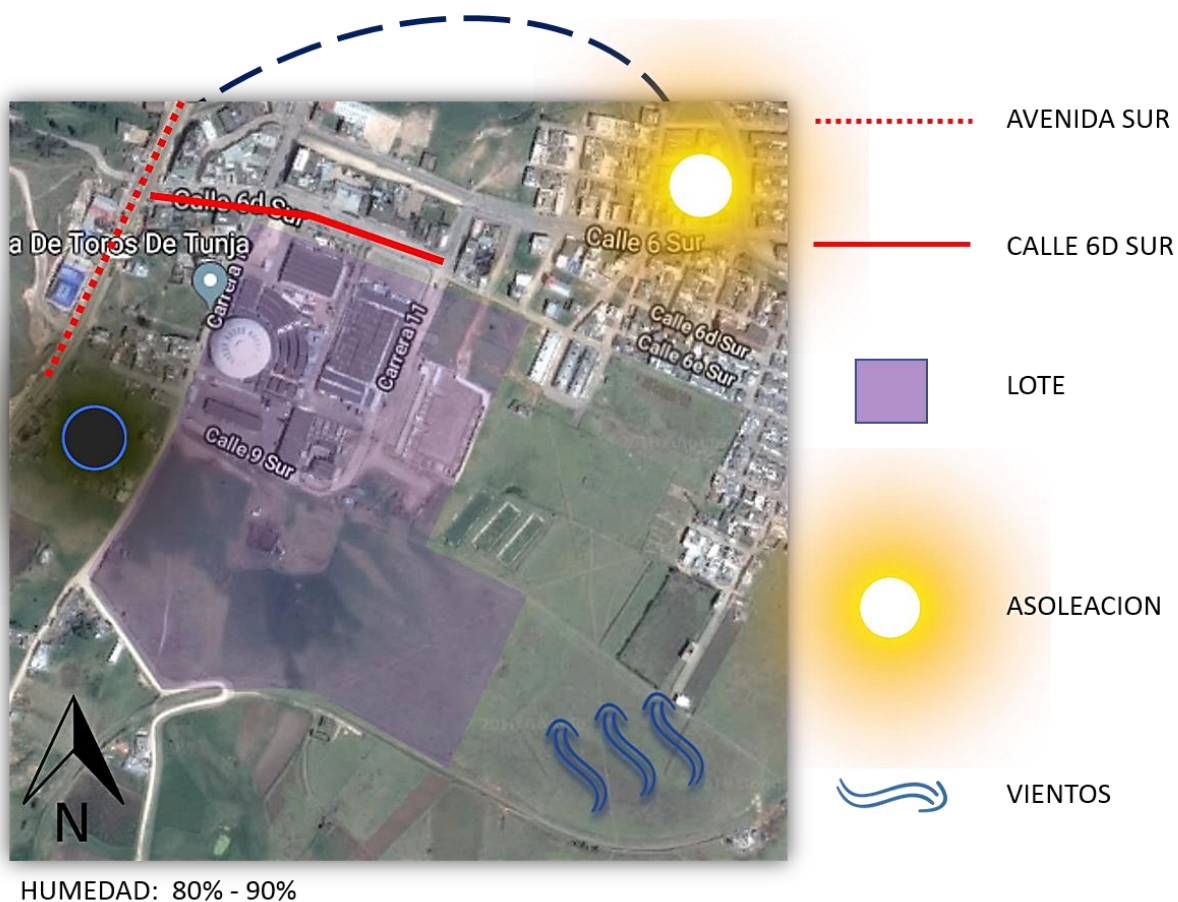 AVENIDA SUR
Calle 6d Sur
CALLE 6D SUR
Calle 6 Sur
a De Toros De Tunja
Carrera 1
Calle 6d Sur
Carrera 11
Calle 6e Sur
LOTE
Calle 9 Sur
ASOLEACION
VIENTOS
N
HUMEDAD: 80% - 90%